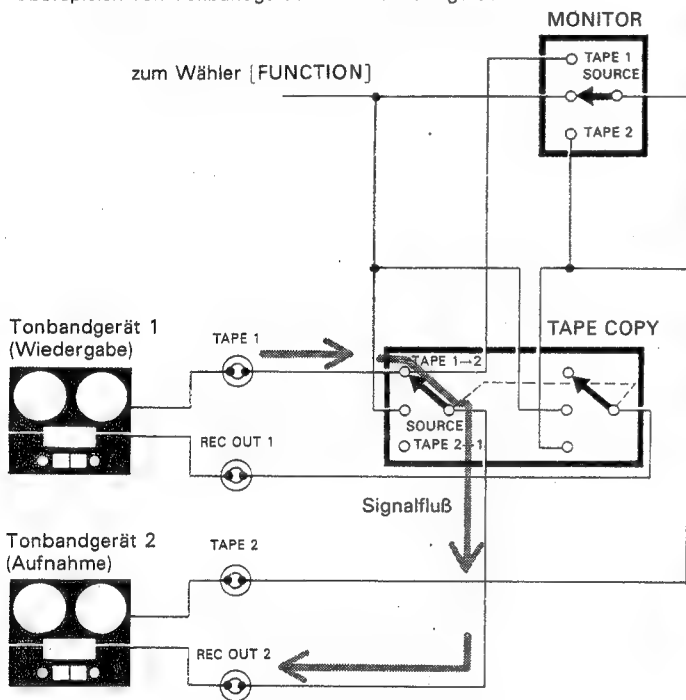 MONITOR
TAPE 1
SOURCE
zum Wähler [FUNCTION]
TAPE 2
Tonbandgerät 1
(Wiedergabe)
TAPE 1
TAPE COPY
TAPE 1→2
SOURCE
TAPE 2→1
REC OUT 1
Signalfluß
Tonbandgerät 2
(Aufnahme)
TAPE 2
REC OUT 2